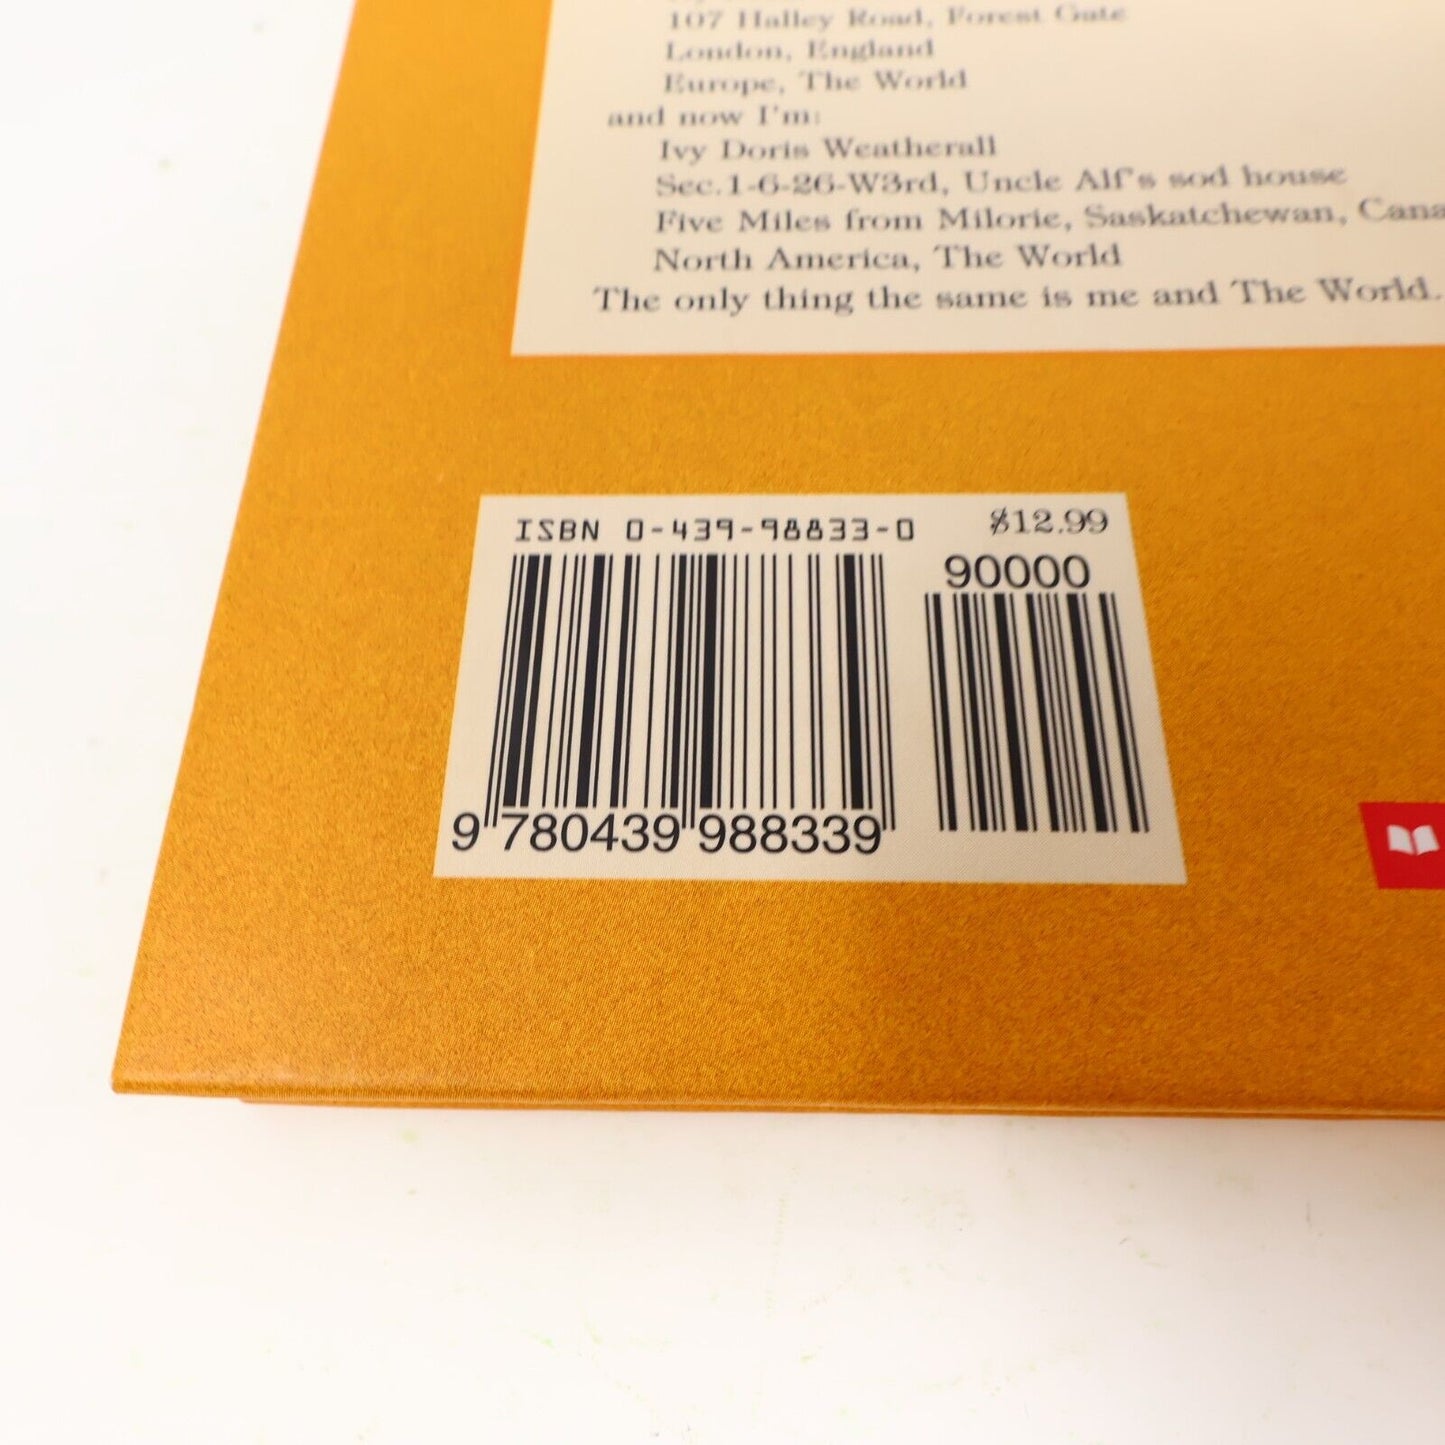 107 Halley Road, Forest Gate
London, England
Europe, The World
and now I'm:
Ivy Doris Weatherall
Sec.1-6-26-W3rd, Uncle Alf's sod house
Five Miles from Milorie, Saskatchewan, Cana
North America, The World
The only thing the same is me and The World.
ISBN 0-439-98833-0 $12.99
90000
9 780439 988339